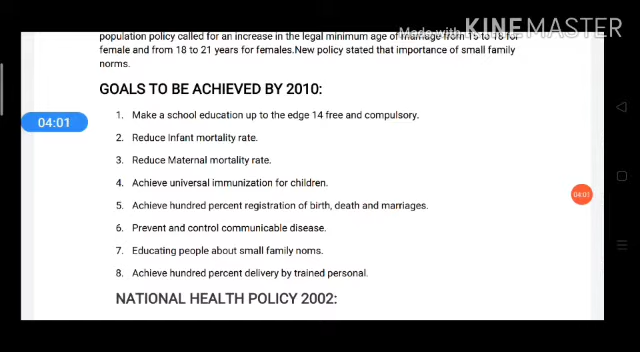 Made with KINEMASTER
population policy called for an increase in the legal minimum age of marriage from 15 to 18 for
female and from 18 to 21 years for females.New policy stated that importance of small family
norms.
GOALS TO BE ACHIEVED BY 2010:
1. Make a school education up to the edge 14 free and compulsory.
04:01
2. Reduce Infant mortality rate.
3. Reduce Maternal mortality rate.
4. Achieve universal immunization for children.
04:01
5. Achieve hundred percent registration of birth, death and marriages.
6. Prevent and control communicable disease.
7. Educating people about small family noms.
8. Achieve hundred percent delivery by trained personal.
NATIONAL HEALTH POLICY 2002: